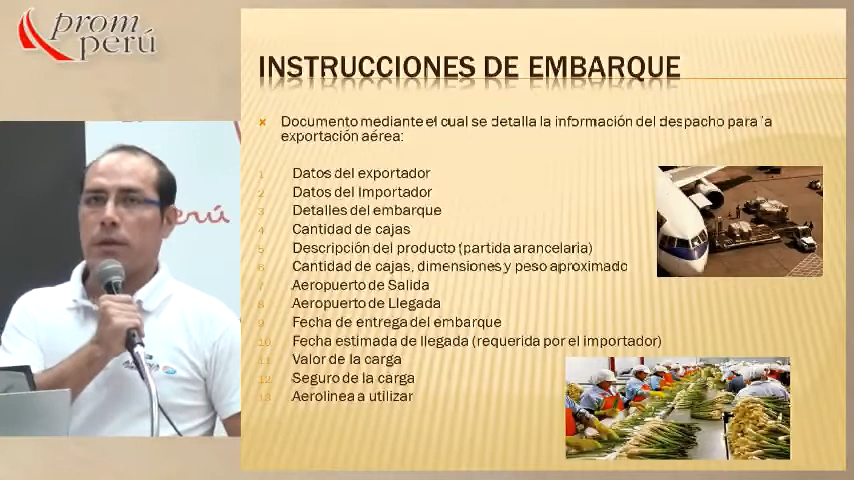 prom
perú
INSTRUCCIONES DE EMBARQUE
Documento mediante el cual se detalla la información del despacho para la
exportación aérea:
1 Datos del exportador
2 Datos del Importador
3 Detalles del embarque
4 Cantidad de cajas
5 Descripción del producto (partida arancelaria)
6 Cantidad de cajas, dimensiones y peso aproximado
7 Aeropuerto de Salida
8 Aeropuerto de Llegada
9 Fecha de entrega del embarque
10 Fecha estimada de llegada (requerida por el importador)
11 Valor de la carga
12 Seguro de la carga
13 Aerolinea a utilizar
perú